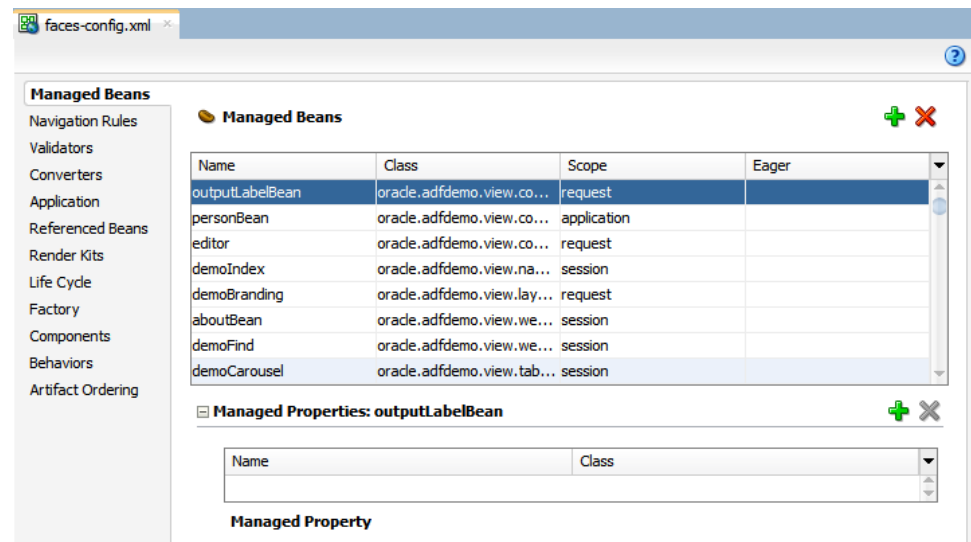 faces-config.xml
Managed Beans
Navigation Rules
Validators
Converters
Application
Referenced Beans
Render Kits
Life Cycle
Factory
Components
Behaviors
Artifact Ordering
Managed Beans
Name Class Scope Eager
outputLabelBean oracle.adfdemo.view.co... request
personBean oracle.adfdemo.view.co... application
editor oracle.adfdemo.view.co... request
demoIndex oracle.adfdemo.view.na... session
demoBranding oracle.adfdemo.view.lay... request
aboutBean oracle.adfdemo.view.we... session
demoFind oracle.adfdemo.view.we... session
demoCarousel oracle.adfdemo.view.tab... session
Managed Properties: outputLabelBean
Name Class
Managed Property